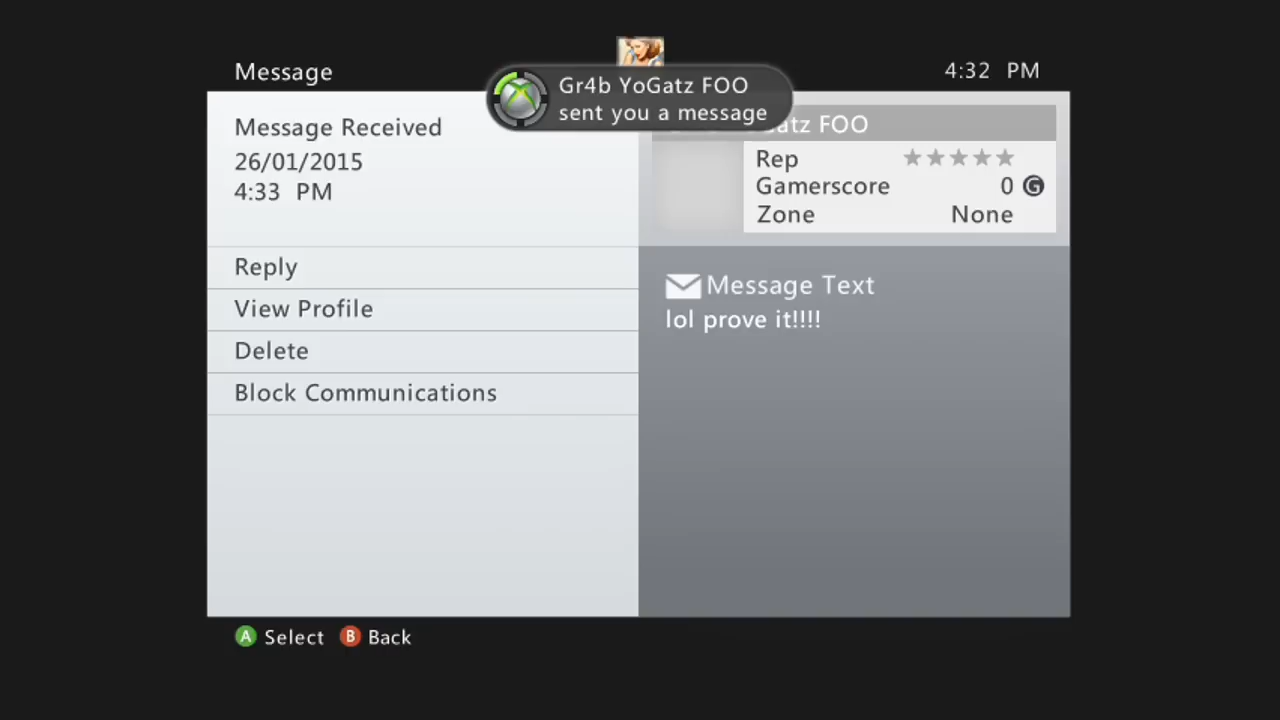 Message
4:32 PM
Gr4b YoGatz FOO
sent you a message
Message Received
26/01/2015
4:33 PM
FOO
Rep
Gamerscore 0 G
Zone None
Reply
View Profile
Delete
Block Communications
Message Text
lol prove it!!!!
A Select B Back